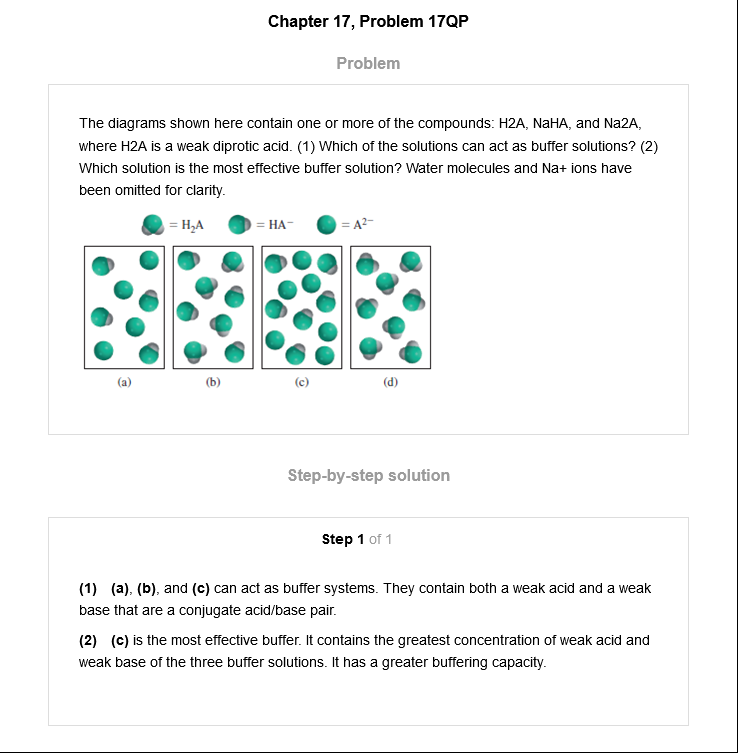 Chapter 17, Problem 17QP
Problem
The diagrams shown here contain one or more of the compounds: H2A, NaHA, and Na2A,
where H2A is a weak diprotic acid. (1) Which of the solutions can act as buffer solutions? (2)
Which solution is the most effective buffer solution? Water molecules and Na+ ions have
been omitted for clarity.
= H₂A = HA⁻ = A²⁻
(a) (b) (c) (d)
Step-by-step solution
Step 1 of 1
(1) (a), (b), and (c) can act as buffer systems. They contain both a weak acid and a weak
base that are a conjugate acid/base pair.
(2) (c) is the most effective buffer. It contains the greatest concentration of weak acid and
weak base of the three buffer solutions. It has a greater buffering capacity.